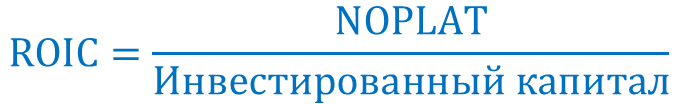 ROIC = NOPLAT
Инвестированный капитал